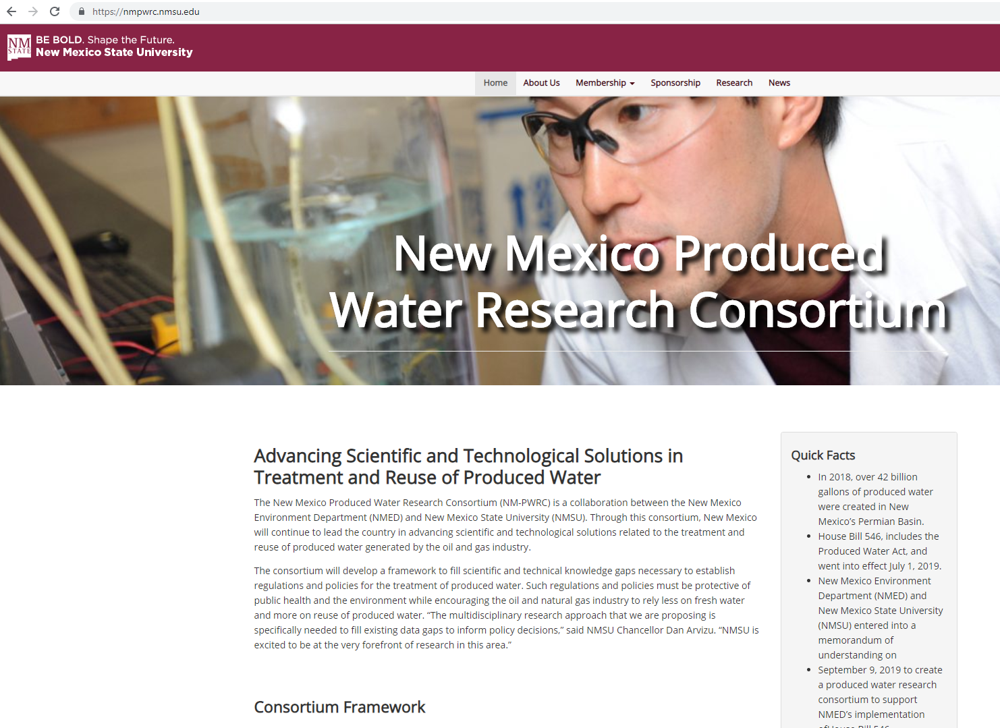 https://nmpwrc.nmsu.edu
NM
STATE
BE BOLD. Shape the Future.
New Mexico State University
Home About Us Membership Sponsorship Research News
New Mexico Produced
Water Research Consortium
Advancing Scientific and Technological Solutions in
Treatment and Reuse of Produced Water
The New Mexico Produced Water Research Consortium (NM-PWRC) is a collaboration between the New Mexico
Environment Department (NMED) and New Mexico State University (NMSU). Through this consortium, New Mexico
will continue to lead the country in advancing scientific and technological solutions related to the treatment and
reuse of produced water generated by the oil and gas industry.
The consortium will develop a framework to fill scientific and technical knowledge gaps necessary to establish
regulations and policies for the treatment of produced water. Such regulations and policies must be protective of
public health and the environment while encouraging the oil and natural gas industry to rely less on fresh water
and more on reuse of produced water. “The multidisciplinary research approach that we are proposing is
specifically needed to fill existing data gaps to inform policy decisions,” said NMSU Chancellor Dan Arvizu. “NMSU is
excited to be at the very forefront of research in this area.”
Consortium Framework
Quick Facts
• In 2018, over 42 billion
gallons of produced water
were created in New
Mexico’s Permian Basin.
• House Bill 546, includes the
Produced Water Act, and
went into effect July 1, 2019.
• New Mexico Environment
Department (NMED) and
New Mexico State University
(NMSU) entered into a
memorandum of
understanding on
• September 9, 2019 to create
a produced water research
consortium to support
NMED’s implementation
ofHouse Bill 546